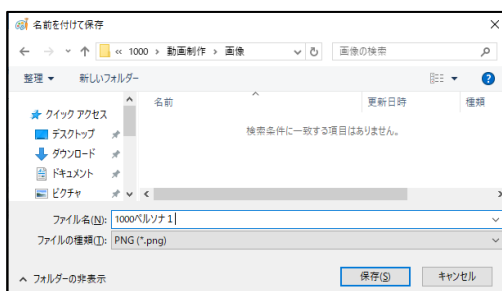 名前を付けて保存
« 1000 › 動画制作 › 画像
画像の検索
整理
新しいフォルダー
名前
更新日時
種類
クイック アクセス
検索条件に一致する項目はありません。
デスクトップ
ダウンロード
ドキュメント
ピクチャ
ファイル名(N):
1000ペルソナ１
ファイルの種類(T):
PNG (*.png)
フォルダーの非表示
保存(S)
キャンセル